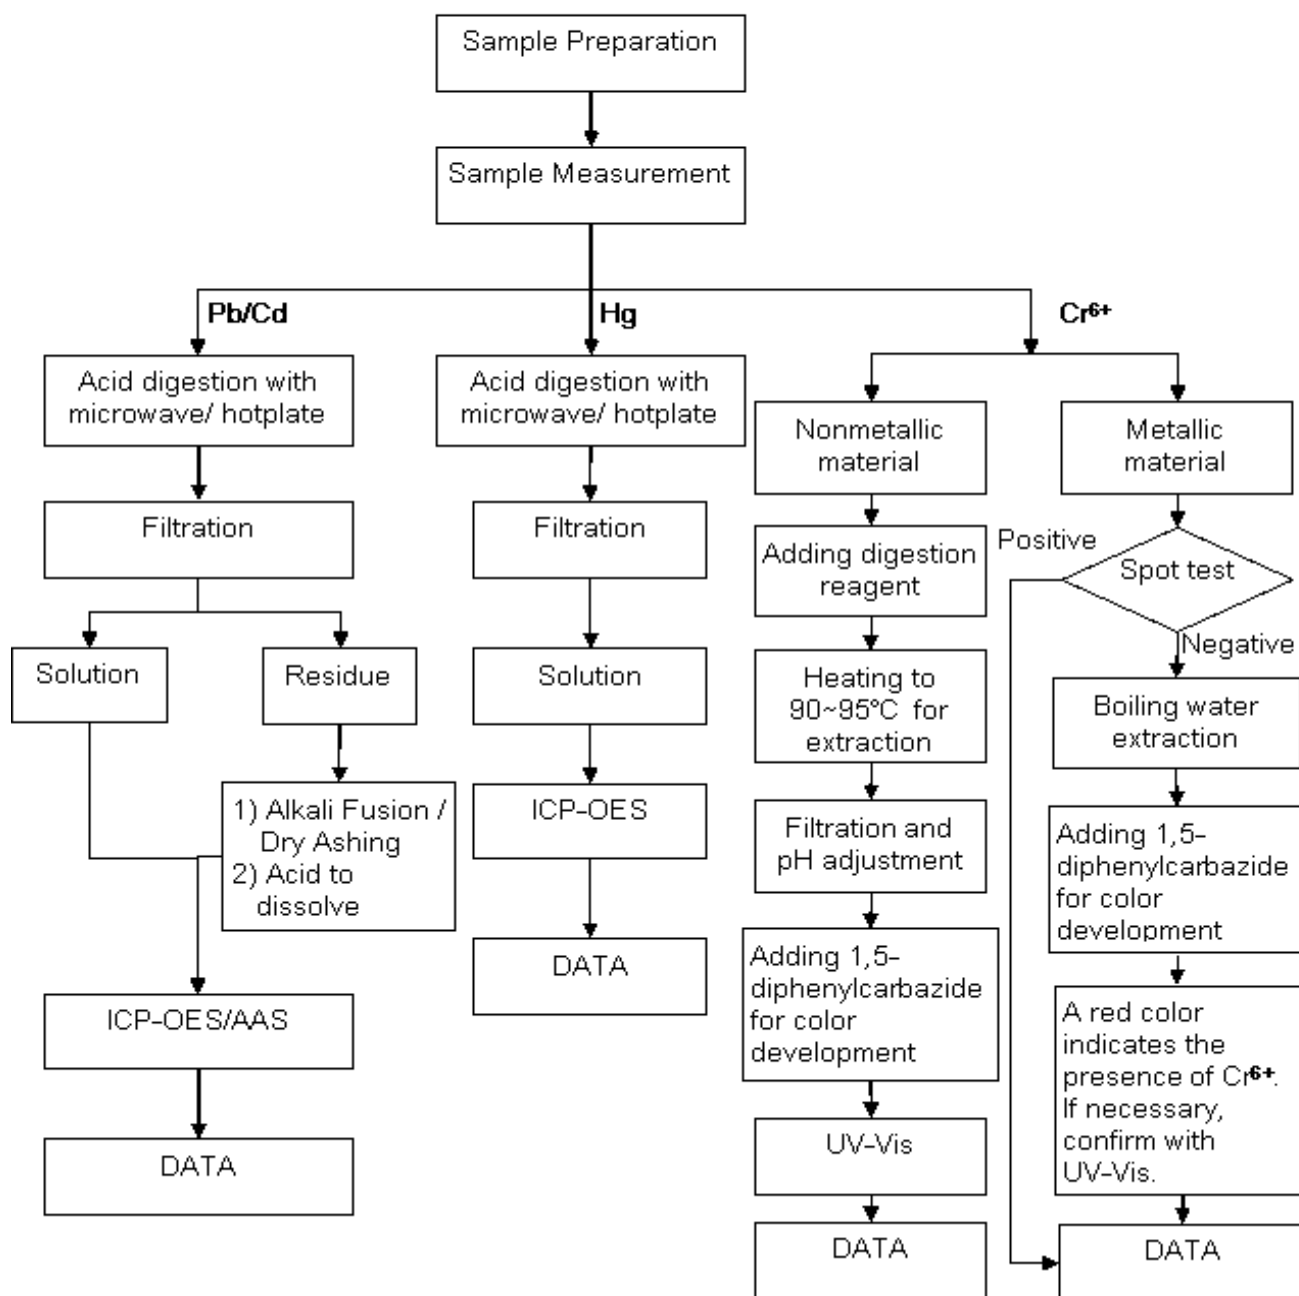 Sample Preparation
Sample Measurement
Pb/Cd
Hg
Cr⁶⁺
Acid digestion with
microwave/ hotplate
Filtration
Solution
Residue
1) Alkali Fusion /
Dry Ashing
2) Acid to
dissolve
ICP-OES/AAS
DATA
Acid digestion with
microwave/ hotplate
Filtration
Solution
ICP-OES
DATA
Nonmetallic
material
Adding digestion
reagent
Heating to
90~95°C for
extraction
Filtration and
pH adjustment
Adding 1,5-
diphenylcarbazide
for color
development
UV-Vis
DATA
Metallic
material
Positive
Spot test
Negative
Boiling water
extraction
Adding 1,5-
diphenylcarbazide
for color
development
A red color
indicates the
presence of Cr⁶⁺.
If necessary,
confirm with
UV-Vis.
DATA